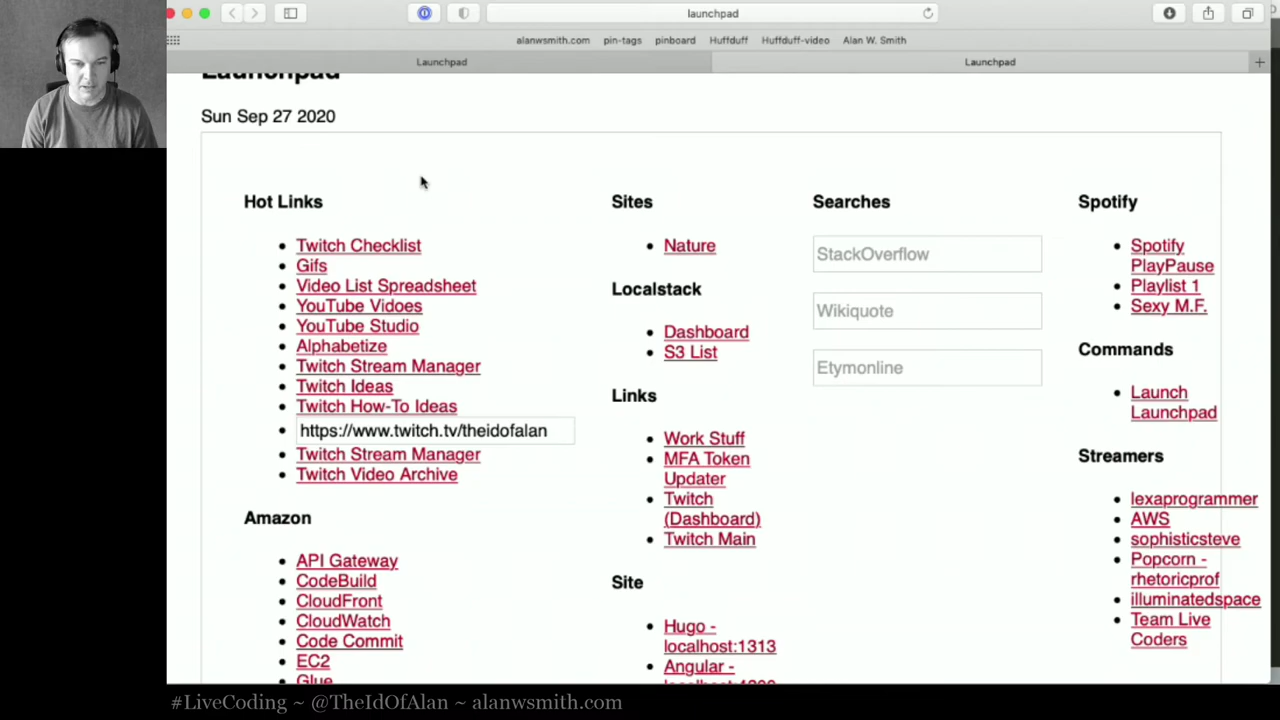 launchpad
alanwsmith.com pin-tags pinboard Huffduff Huffduff-video Alan W. Smith
Launchpad
Launchpad
Launchpad
Sun Sep 27 2020
Hot Links
Twitch Checklist
Gifs
Video List Spreadsheet
YouTube Vidoes
YouTube Studio
Alphabetize
Twitch Stream Manager
Twitch Ideas
Twitch How-To Ideas
https://www.twitch.tv/theidofalan
Twitch Stream Manager
Twitch Video Archive
Amazon
API Gateway
CodeBuild
CloudFront
CloudWatch
Code Commit
EC2
Glue
Sites
Nature
Localstack
Dashboard
S3 List
Links
Work Stuff
MFA Token
Updater
Twitch
(Dashboard)
Twitch Main
Site
Hugo -
localhost:1313
Angular -
Searches
StackOverflow
Wikiquote
Etymonline
Spotify
Spotify
PlayPause
Playlist 1
Sexy M.F.
Commands
Launch
Launchpad
Streamers
lexaprogrammer
AWS
sophisticsteve
Popcorn -
rhetoricprof
illuminatedspace
Team Live
Coders
#LiveCoding ~ @TheIdOfAlan ~ alanwsmith.com